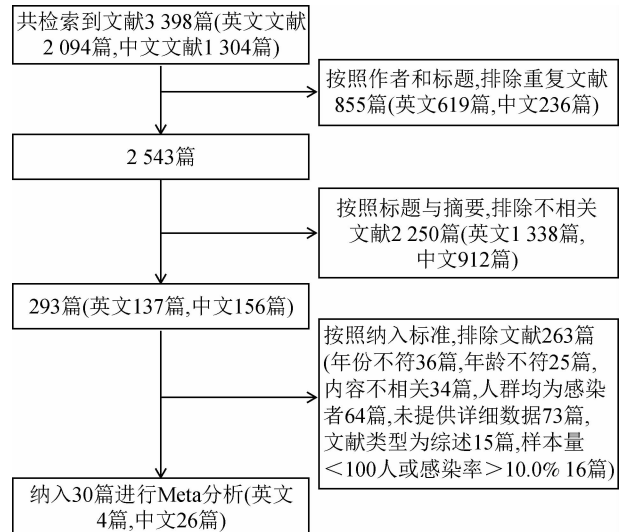 共检索到文献3 398篇(英文文献
2 094篇,中文文献1 304篇)
按照作者和标题,排除重复文献
855篇(英文619篇,中文236篇)
2 543篇
按照标题与摘要,排除不相关
文献2 250篇(英文1 338篇,
中文912篇)
293篇(英文137篇,中文156篇)
按照纳入标准,排除文献263篇
(年份不符36篇,年龄不符25篇,
内容不相关34篇,人群均为感染
者64篇,未提供详细数据73篇,
文献类型为综述15篇,样本量
＜100人或感染率＞10.0% 16篇)
纳入30篇进行Meta分析(英文
4篇,中文26篇)